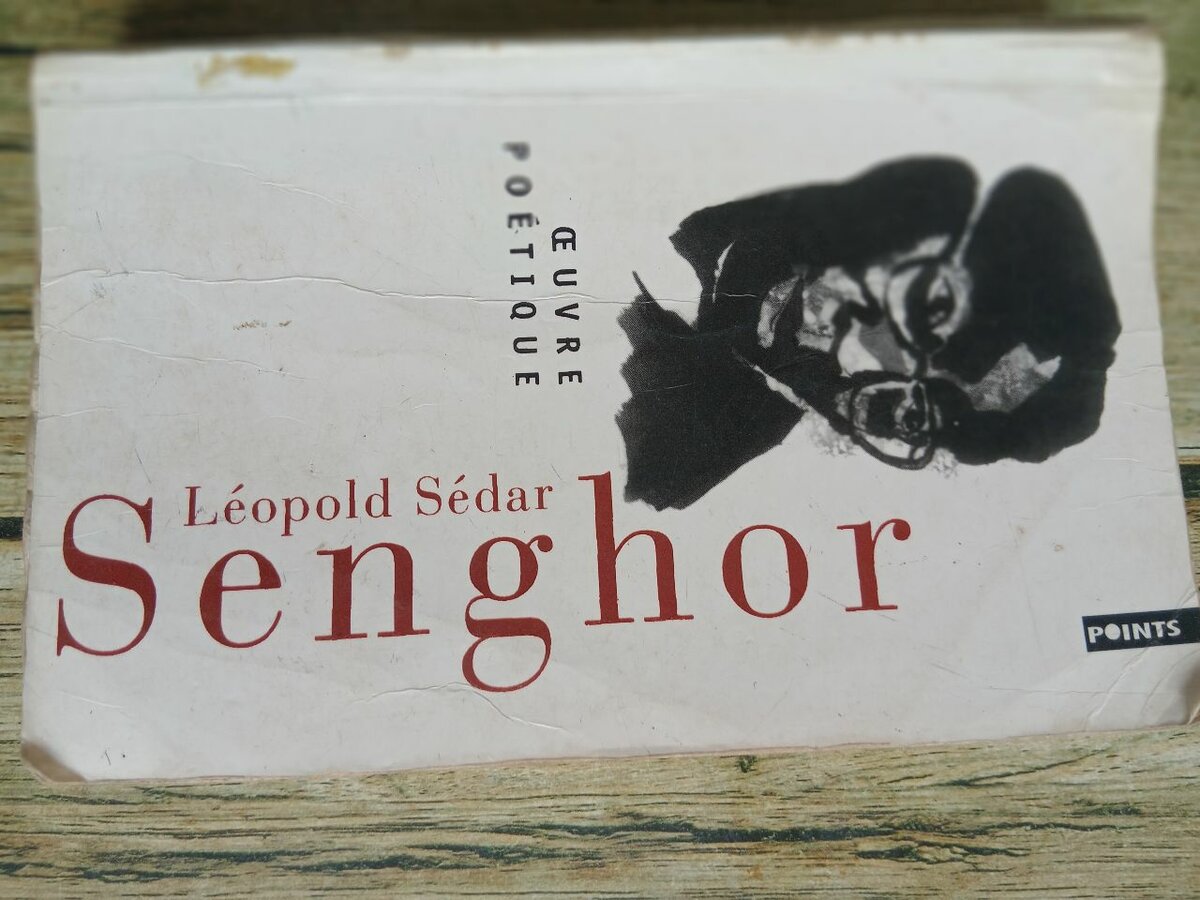 ŒUVRE
POÉTIQUE
Léopold Sédar
Senghor
POINTS